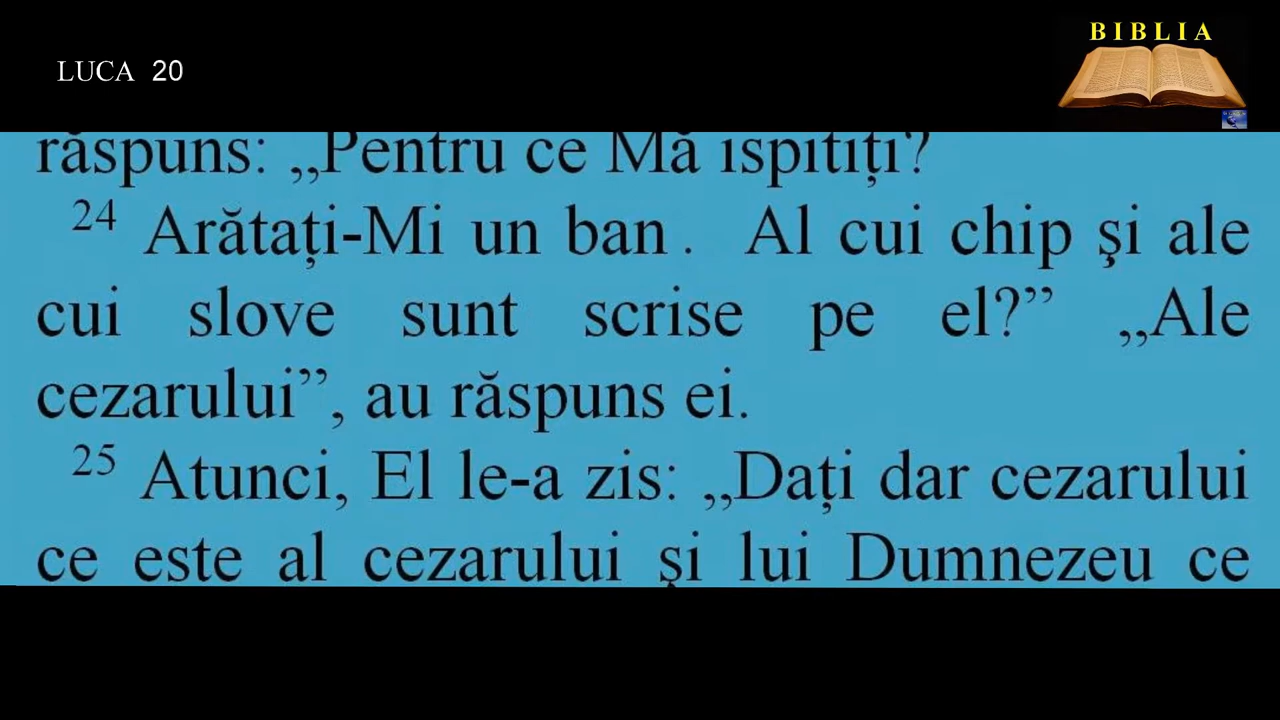 BIBLIA
LUCA 20
răspuns: „Pentru ce Mă ispitiți?
24 Arătați-Mi un ban. Al cui chip şi ale
cui slove sunt scrise pe el?” „Ale
cezarului”, au răspuns ei.
25 Atunci, El le-a zis: „Dați dar cezarului
ce este al cezarului şi lui Dumnezeu ce